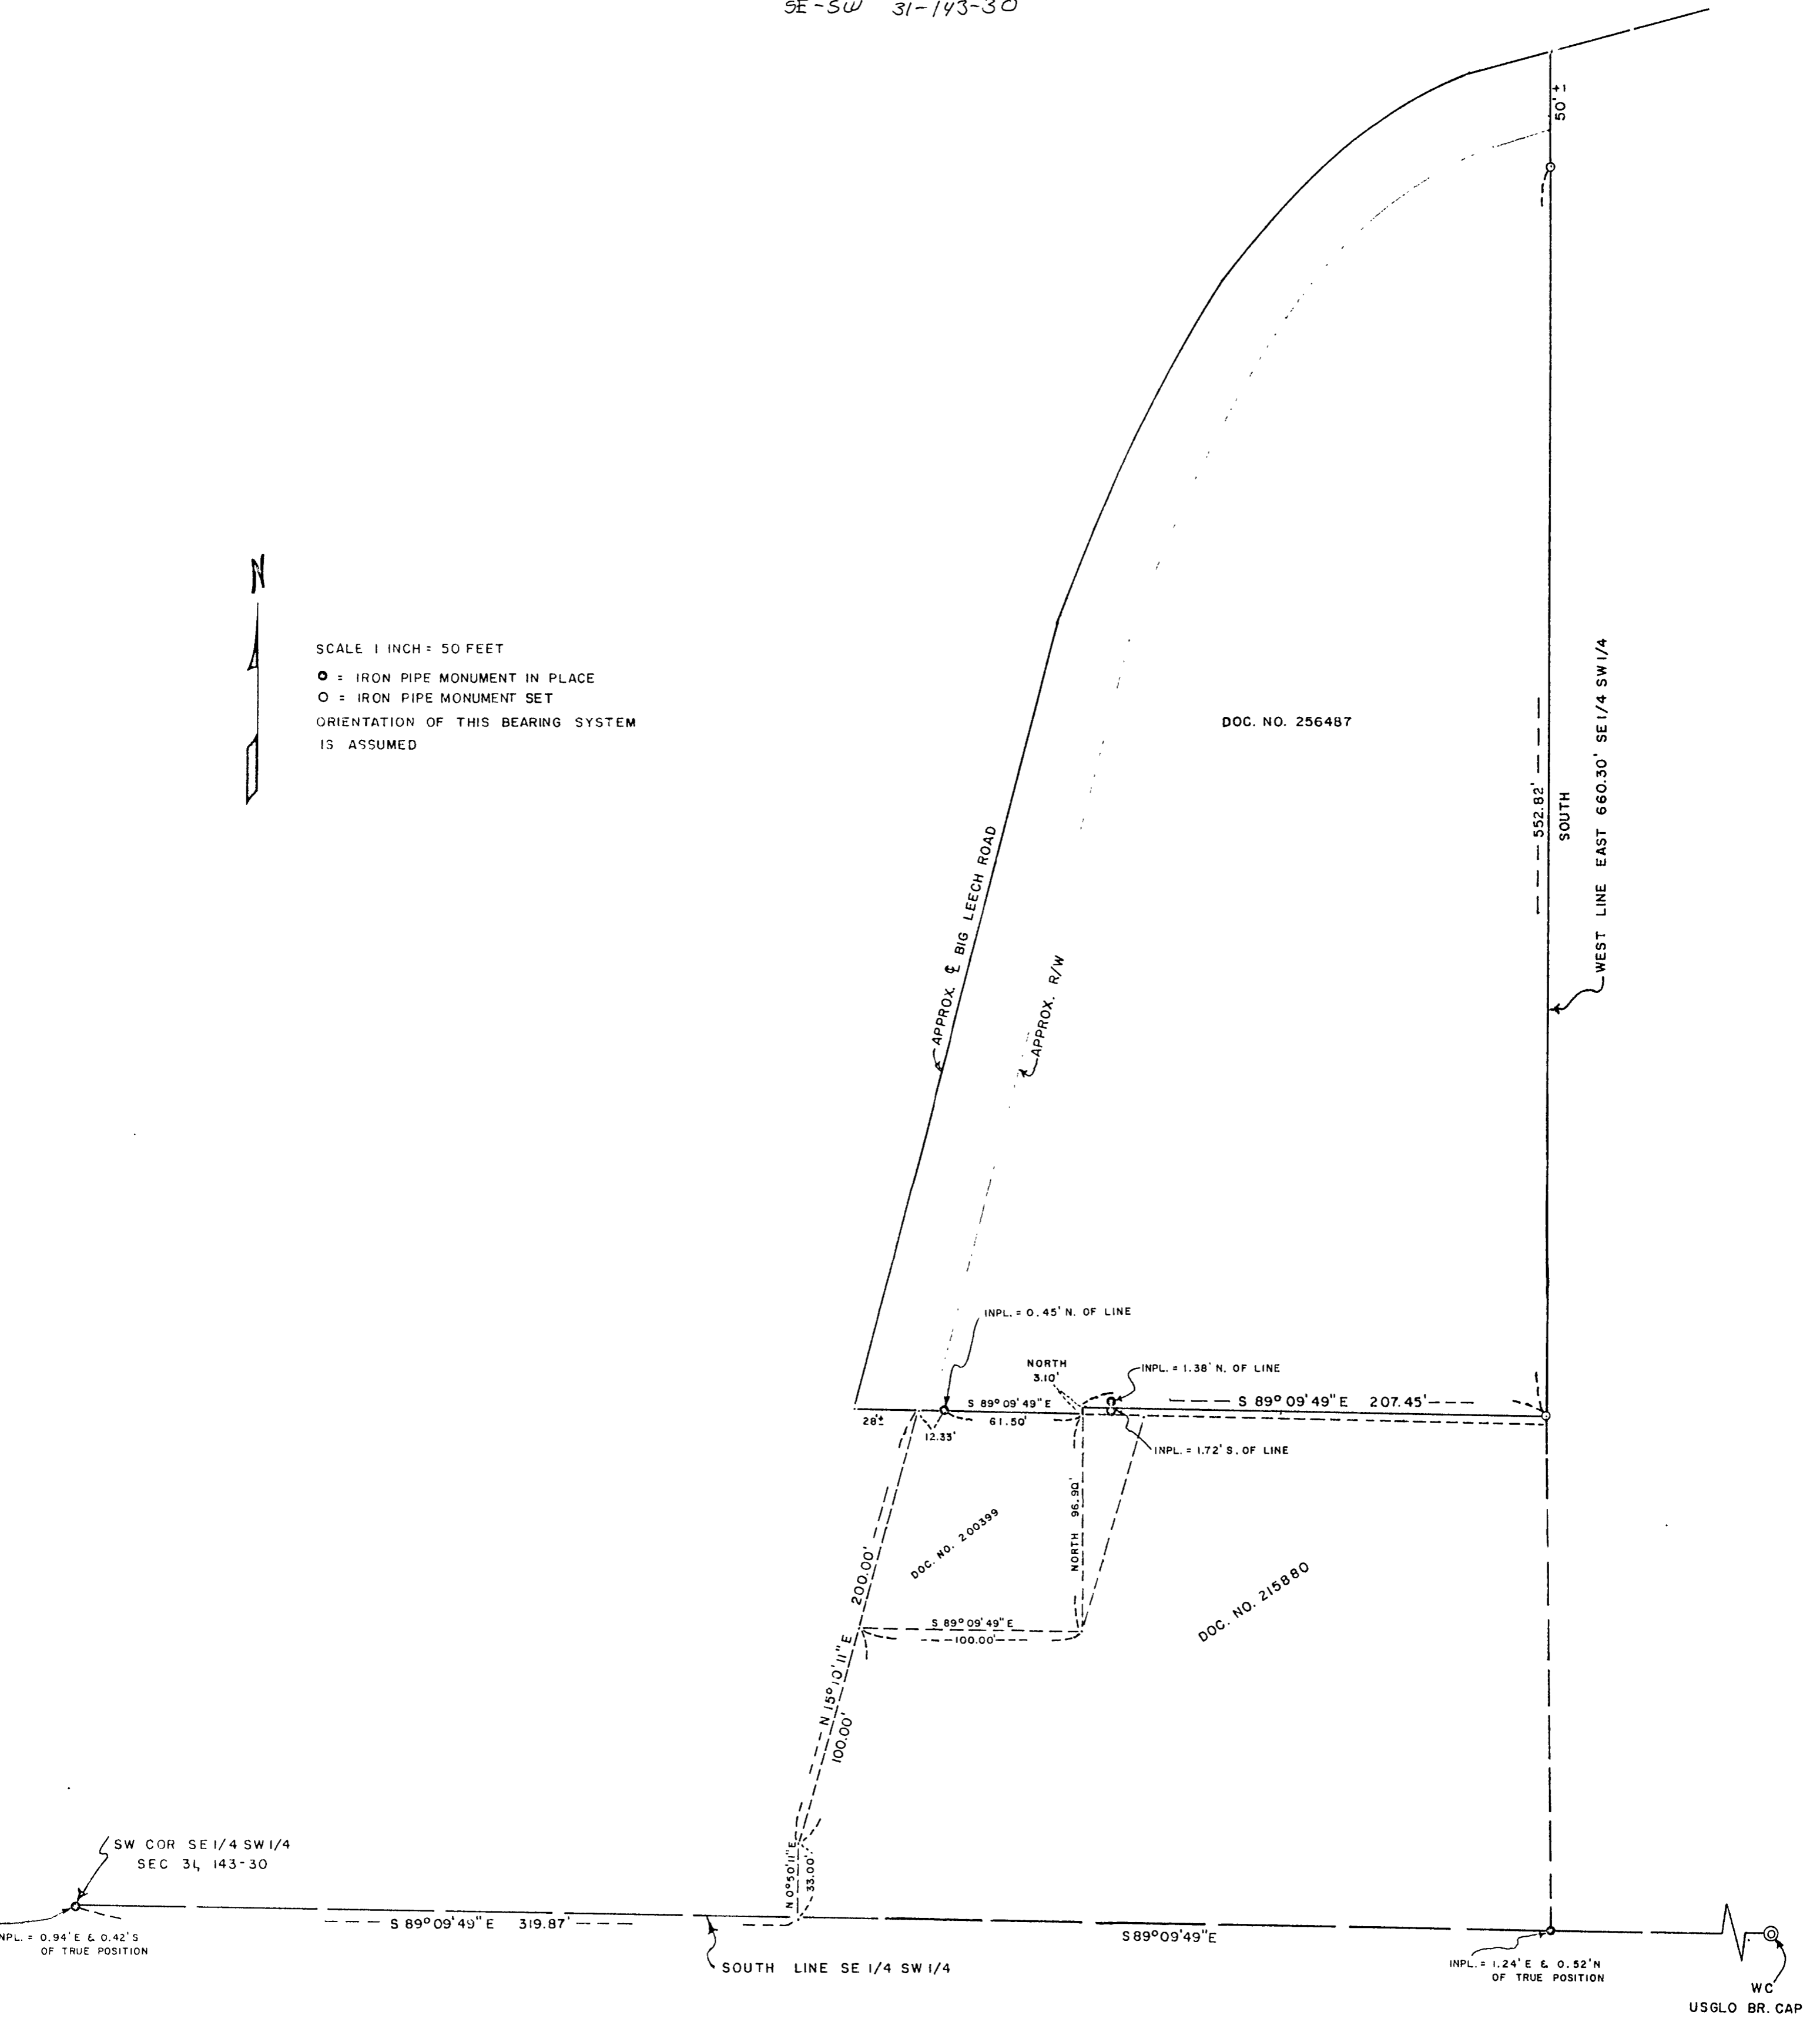 SE-SW 31-143-30
50'±
N
SCALE 1 INCH = 50 FEET
= IRON PIPE MONUMENT IN PLACE
O = IRON PIPE MONUMENT SET
ORIENTATION OF THIS BEARING SYSTEM
IS ASSUMED
DOC. NO. 256487
552.82'
SOUTH
WEST LINE EAST 660.30' SE1/4 SW1/4
APPROX. ℄ BIG LEECH ROAD
APPROX. R/W
INPL. = 0.45' N. OF LINE
NORTH
3.10'
INPL. = 1.38' N. OF LINE
S 89° 09' 49" E
S 89° 09' 49" E 207.45'
28'±
12.33'
61.50'
INPL. = 1.72' S. OF LINE
NORTH 96.90'
DOC. NO. 200399
200.00'
DOC. NO. 215880
S 89° 09' 49" E
100.00'
N 15° 10' 11" E
100.00'
N 0° 50' 11" E
33.00'
SW COR SE 1/4 SW 1/4
SEC 31, 143-30
S 89° 09' 49" E 319.87'
S 89° 09' 49" E
NPL. = 0.94' E & 0.42' S
OF TRUE POSITION
SOUTH LINE SE 1/4 SW 1/4
INPL. = 1.24' E & 0.52' N
OF TRUE POSITION
WC
USGLO BR. CAP